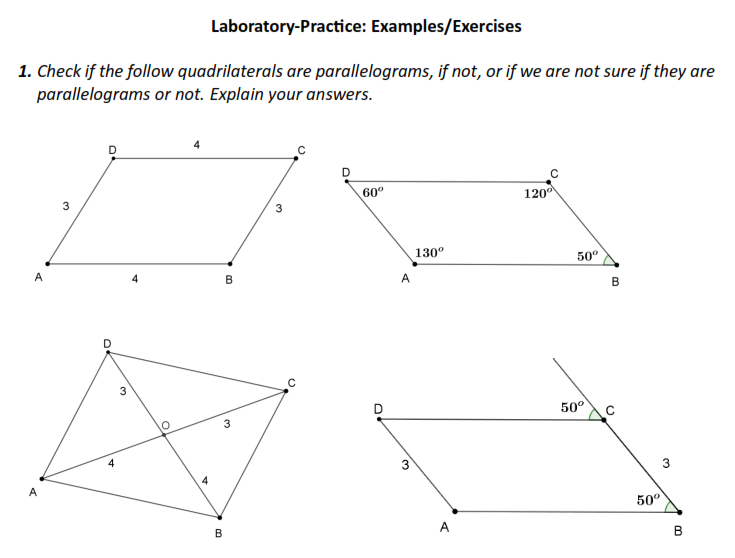 Laboratory-Practice: Examples/Exercises
1. Check if the follow quadrilaterals are parallelograms, if not, or if we are not sure if they are
parallelograms or not. Explain your answers.
D 4 C
3 3
A 4 B
D C
60° 120°
130° 50°
A B
D
3 C
O 3
4 4
A
B
D 50° C
3 3
50°
A B